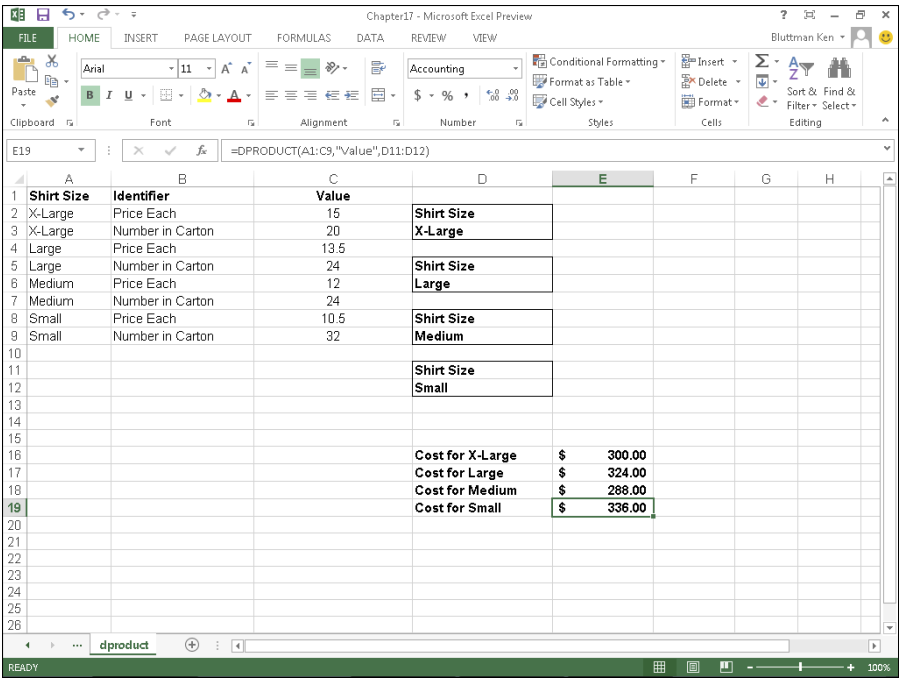 Chapter17 - Microsoft Excel Preview
FILE HOME INSERT PAGE LAYOUT FORMULAS DATA REVIEW VIEW Bluttman Ken
Paste
Arial 11 A A
B I U A
Accounting
$ % , .00 .00
Conditional Formatting
Format as Table
Cell Styles
Insert
Delete
Format
Σ
Sort & Filter
Find & Select
Clipboard Font Alignment Number Styles Cells Editing
E19 fx =DPRODUCT(A1:C9,"Value",D11:D12)
A B C D E F G H
1 Shirt Size Identifier Value
2 X-Large Price Each 15 Shirt Size
3 X-Large Number in Carton 20 X-Large
4 Large Price Each 13.5
5 Large Number in Carton 24 Shirt Size
6 Medium Price Each 12 Large
7 Medium Number in Carton 24
8 Small Price Each 10.5 Shirt Size
9 Small Number in Carton 32 Medium
10
11 Shirt Size
12 Small
13
14
15
16 Cost for X-Large $ 300.00
17 Cost for Large $ 324.00
18 Cost for Medium $ 288.00
19 Cost for Small $ 336.00
20
21
22
23
24
25
26
... dproduct
READY 100%